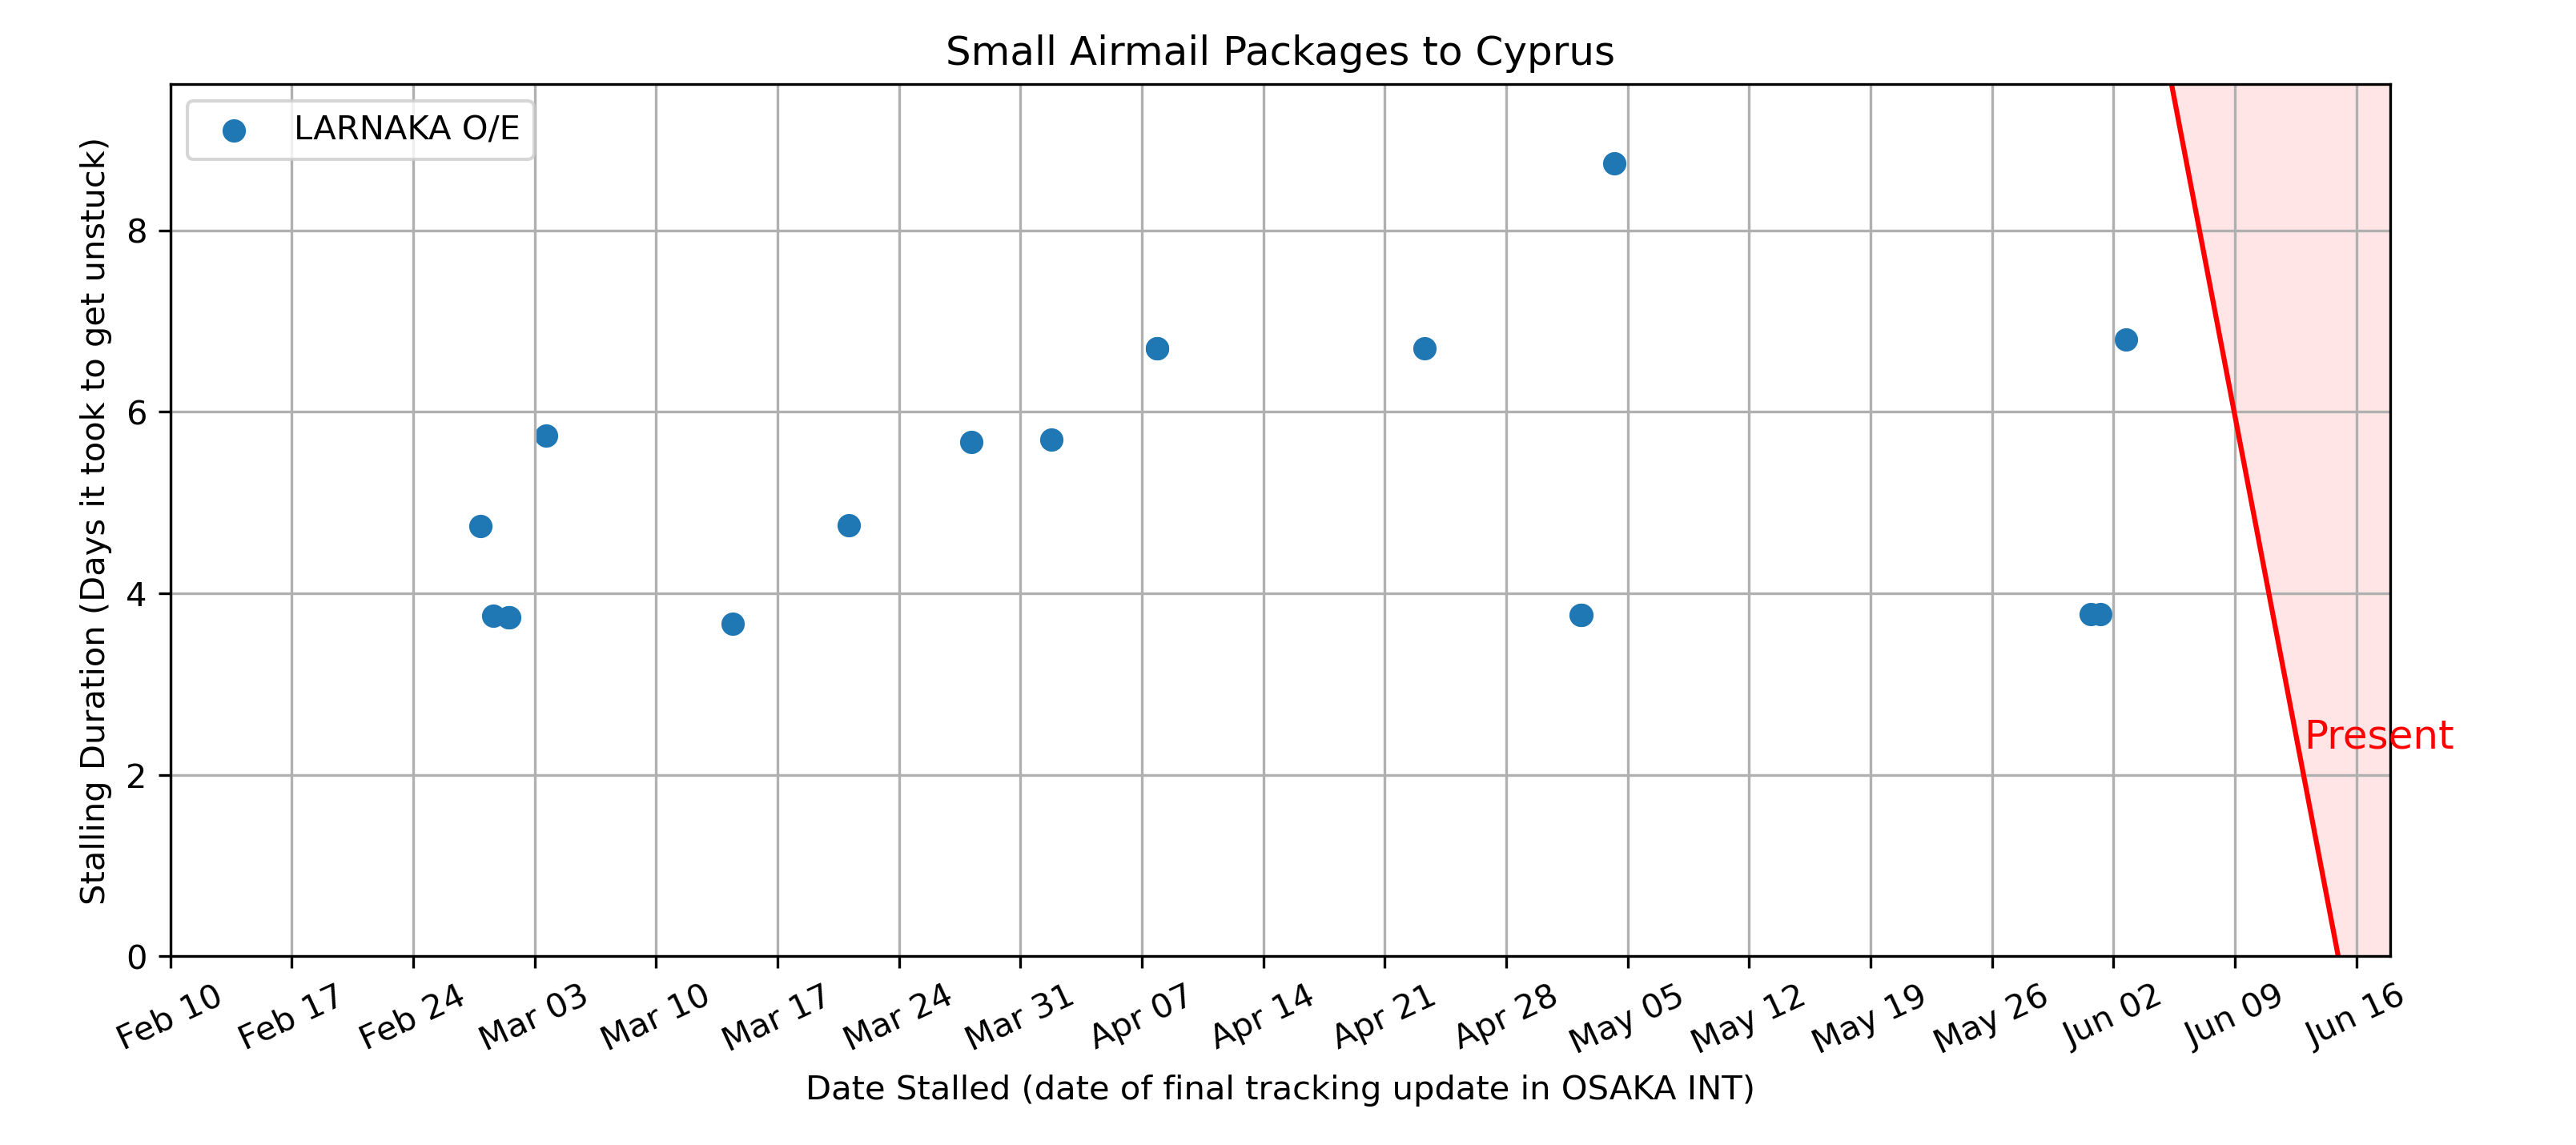 Small Airmail Packages to Cyprus
LARNAKA O/E
Stalling Duration (Days it took to get unstuck)
8
6
4
2
0
Present
Feb 10
Feb 17
Feb 24
Mar 03
Mar 10
Mar 17
Mar 24
Mar 31
Apr 07
Apr 14
Apr 21
Apr 28
May 05
May 12
May 19
May 26
Jun 02
Jun 09
Jun 16
Date Stalled (date of final tracking update in OSAKA INT)